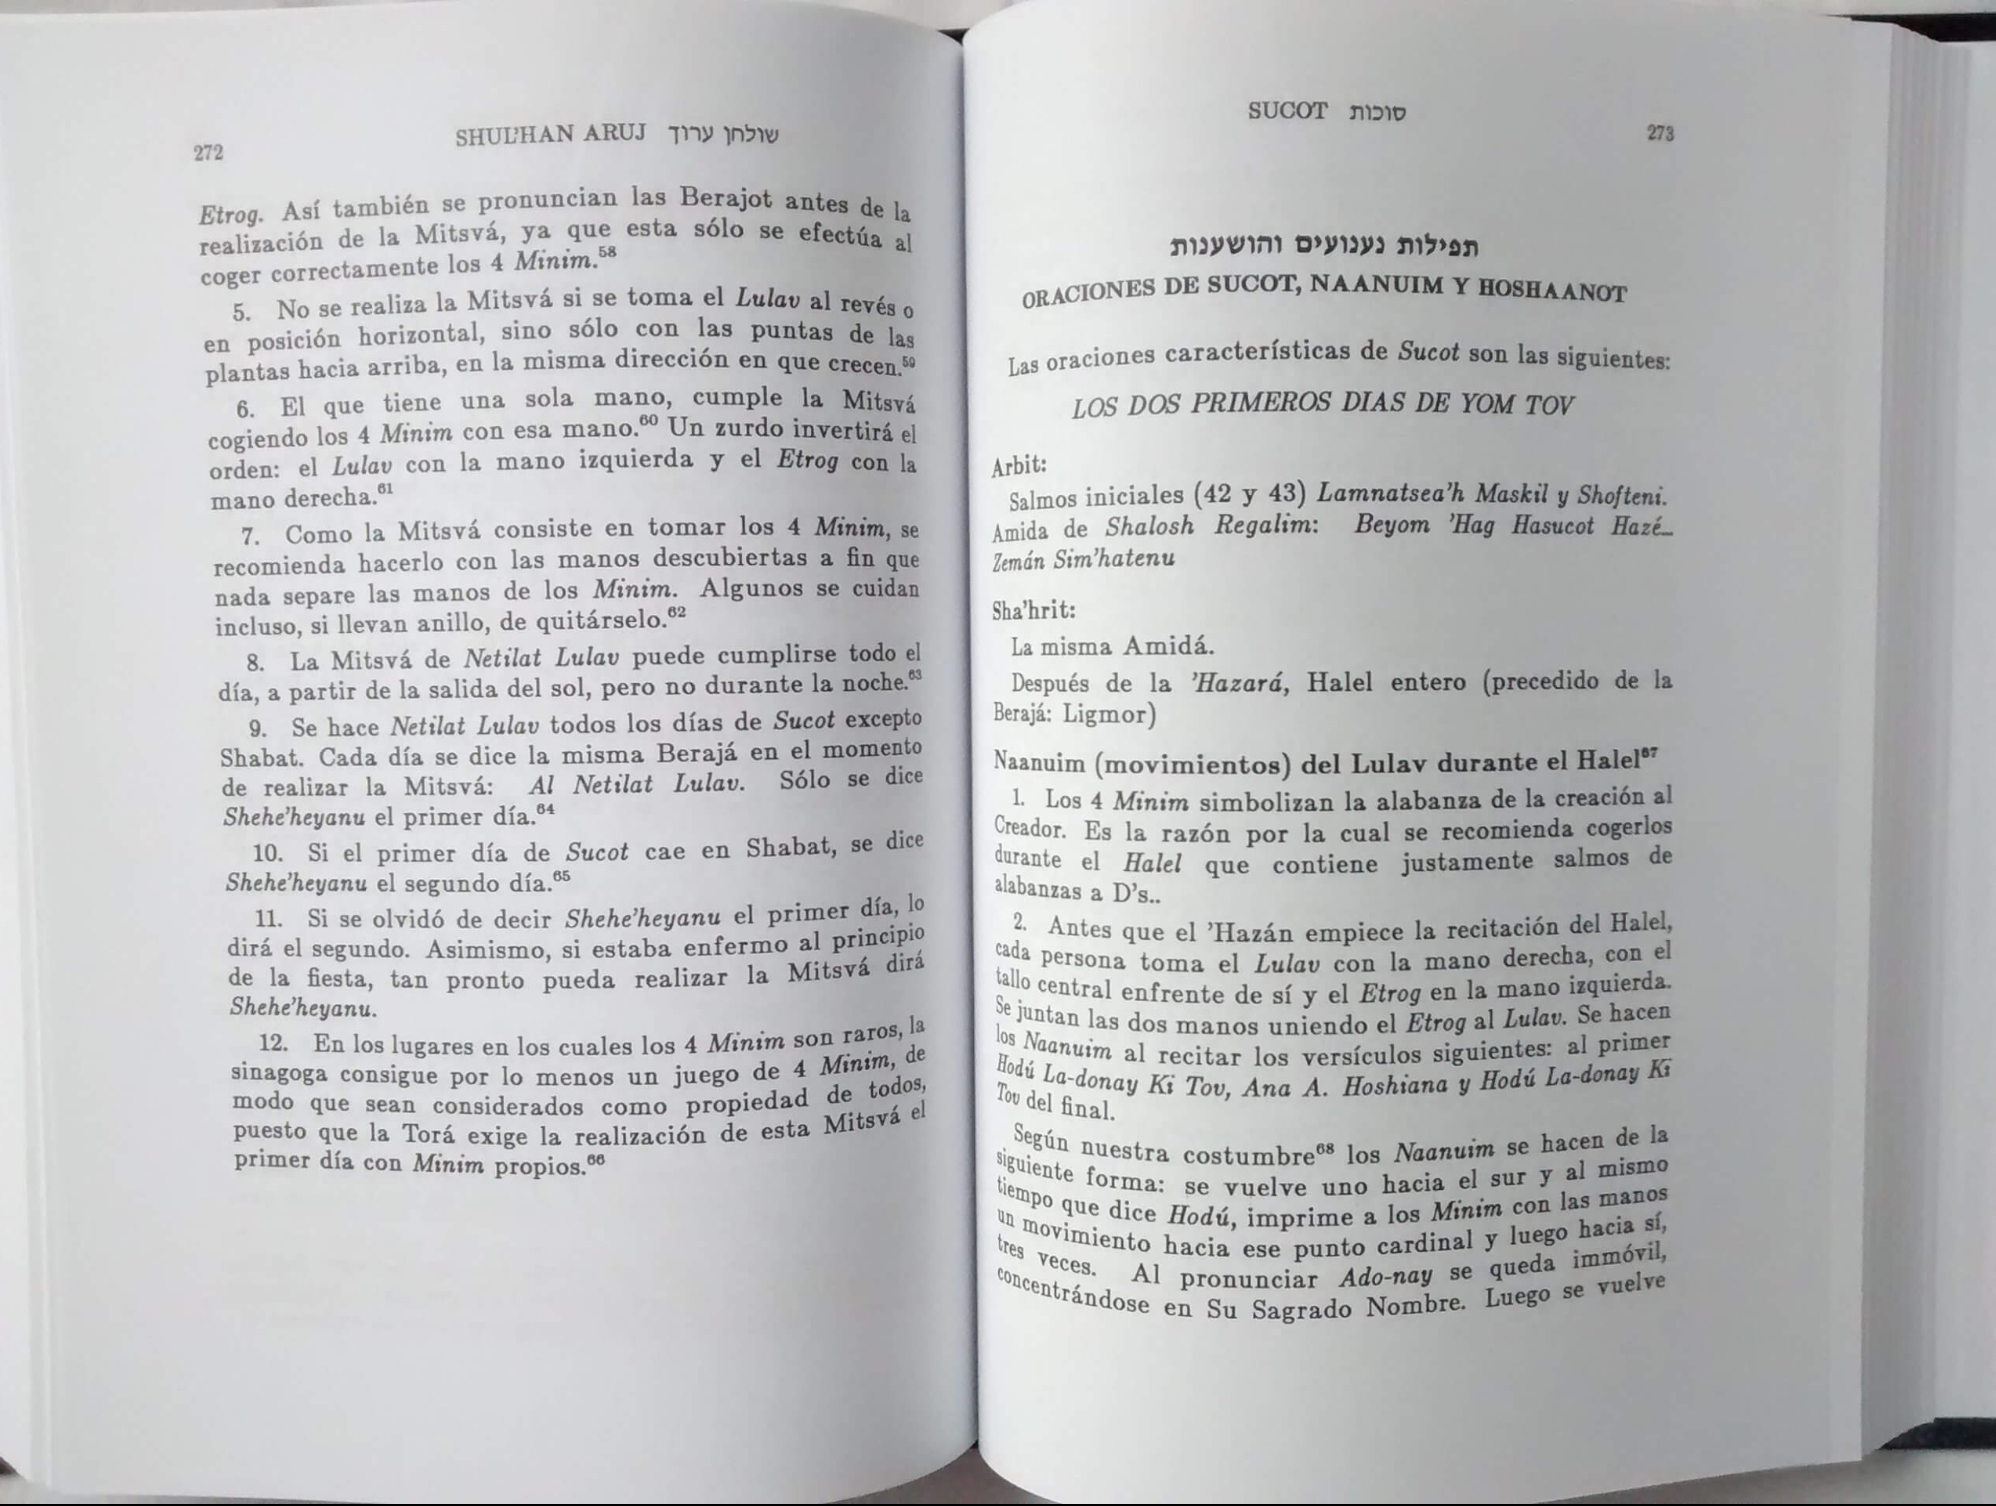 272
SHUL'HAN ARUJ שולחן ערוך
Etrog. Así también se pronuncian las Berajot antes de la
realización de la Mitsvá, ya que esta sólo se efectúa al
coger correctamente los 4 Minim.58
5. No se realiza la Mitsvá si se toma el Lulav al revés o
en posición horizontal, sino sólo con las puntas de las
plantas hacia arriba, en la misma dirección en que crecen.59
6. El que tiene una sola mano, cumple la Mitsvá
cogiendo los 4 Minim con esa mano.60 Un zurdo invertirá el
orden: el Lulav con la mano izquierda y el Etrog con la
mano derecha.61
7. Como la Mitsvá consiste en tomar los 4 Minim, se
recomienda hacerlo con las manos descubiertas a fin que
nada separe las manos de los Minim. Algunos se cuidan
incluso, si llevan anillo, de quitárselo.62
8. La Mitsvá de Netilat Lulav puede cumplirse todo el
día, a partir de la salida del sol, pero no durante la noche.63
9. Se hace Netilat Lulav todos los días de Sucot excepto
Shabat. Cada día se dice la misma Berajá en el momento
de realizar la Mitsvá: Al Netilat Lulav. Sólo se dice
Shehe'heyanu el primer día.64
10. Si el primer día de Sucot cae en Shabat, se dice
Shehe'heyanu el segundo día.65
11. Si se olvidó de decir Shehe'heyanu el primer día, lo
dirá el segundo. Asimismo, si estaba enfermo al principio
de la fiesta, tan pronto pueda realizar la Mitsvá dirá
Shehe'heyanu.
12. En los lugares en los cuales los 4 Minim son raros, la
sinagoga consigue por lo menos un juego de 4 Minim, de
modo que sean considerados como propiedad de todos,
puesto que la Torá exige la realización de esta Mitsvá el
primer día con Minim propios.66
SUCOT סוכות
273
תפילות נענועים והושענות
ORACIONES DE SUCOT, NAANUIM Y HOSHAANOT
Las oraciones características de Sucot son las siguientes:
LOS DOS PRIMEROS DIAS DE YOM TOV
Arbit:
Salmos iniciales (42 y 43) Lamnatsea'h Maskil y Shofteni.
Amida de Shalosh Regalim: Beyom 'Hag Hasucot Hazé...
Zemán Sim'hatenu
Sha'hrit:
La misma Amidá.
Después de la 'Hazará, Halel entero (precedido de la
Berajá: Ligmor)
Naanuim (movimientos) del Lulav durante el Halel67
1. Los 4 Minim simbolizan la alabanza de la creación al
Creador. Es la razón por la cual se recomienda cogerlos
durante el Halel que contiene justamente salmos de
alabanzas a D's..
2. Antes que el 'Hazán empiece la recitación del Halel,
cada persona toma el Lulav con la mano derecha, con el
tallo central enfrente de sí y el Etrog en la mano izquierda.
Se juntan las dos manos uniendo el Etrog al Lulav. Se hacen
los Naanuim al recitar los versículos siguientes: al primer
Hodú La-donay Ki Tov, Ana A. Hoshiana y Hodú La-donay Ki
Tov del final.
Según nuestra costumbre68 los Naanuim se hacen de la
siguiente forma: se vuelve uno hacia el sur y al mismo
tiempo que dice Hodú, imprime a los Minim con las manos
un movimiento hacia ese punto cardinal y luego hacia sí,
tres veces. Al pronunciar Ado-nay se queda immóvil,
concentrándose en Su Sagrado Nombre. Luego se vuelve